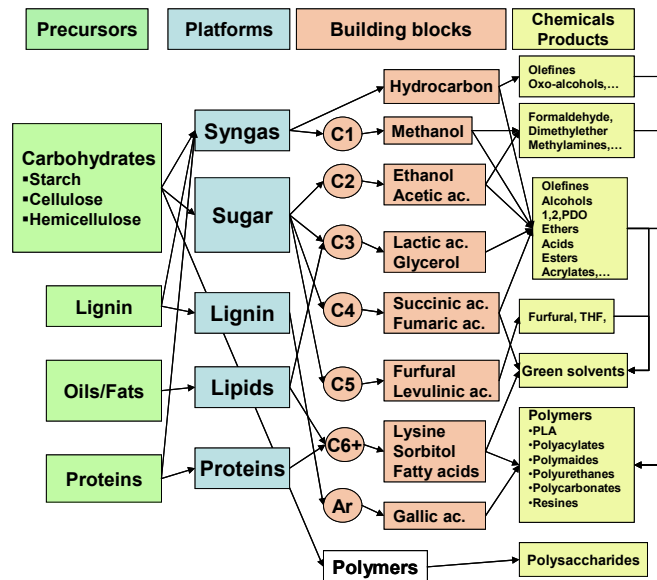 Precursors
Platforms
Building blocks
Chemicals
Products
Carbohydrates
▪Starch
▪Cellulose
▪Hemicellulose
Lignin
Oils/Fats
Proteins
Syngas
Sugar
Lignin
Lipids
Proteins
C1
C2
C3
C4
C5
C6+
Ar
Hydrocarbon
Methanol
Ethanol
Acetic ac.
Lactic ac.
Glycerol
Succinic ac.
Fumaric ac.
Furfural
Levulinic ac.
Lysine
Sorbitol
Fatty acids
Gallic ac.
Polymers
Olefines
Oxo-alcohols,...
Formaldehyde,
Dimethylether
Methylamines,...
Olefines
Alcohols
1,2,PDO
Ethers
Acids
Esters
Acrylates,...
Furfural, THF,
Green solvents
Polymers
•PLA
•Polyacylates
•Polymaides
•Polyurethanes
•Polycarbonates
•Resines
Polysaccharides